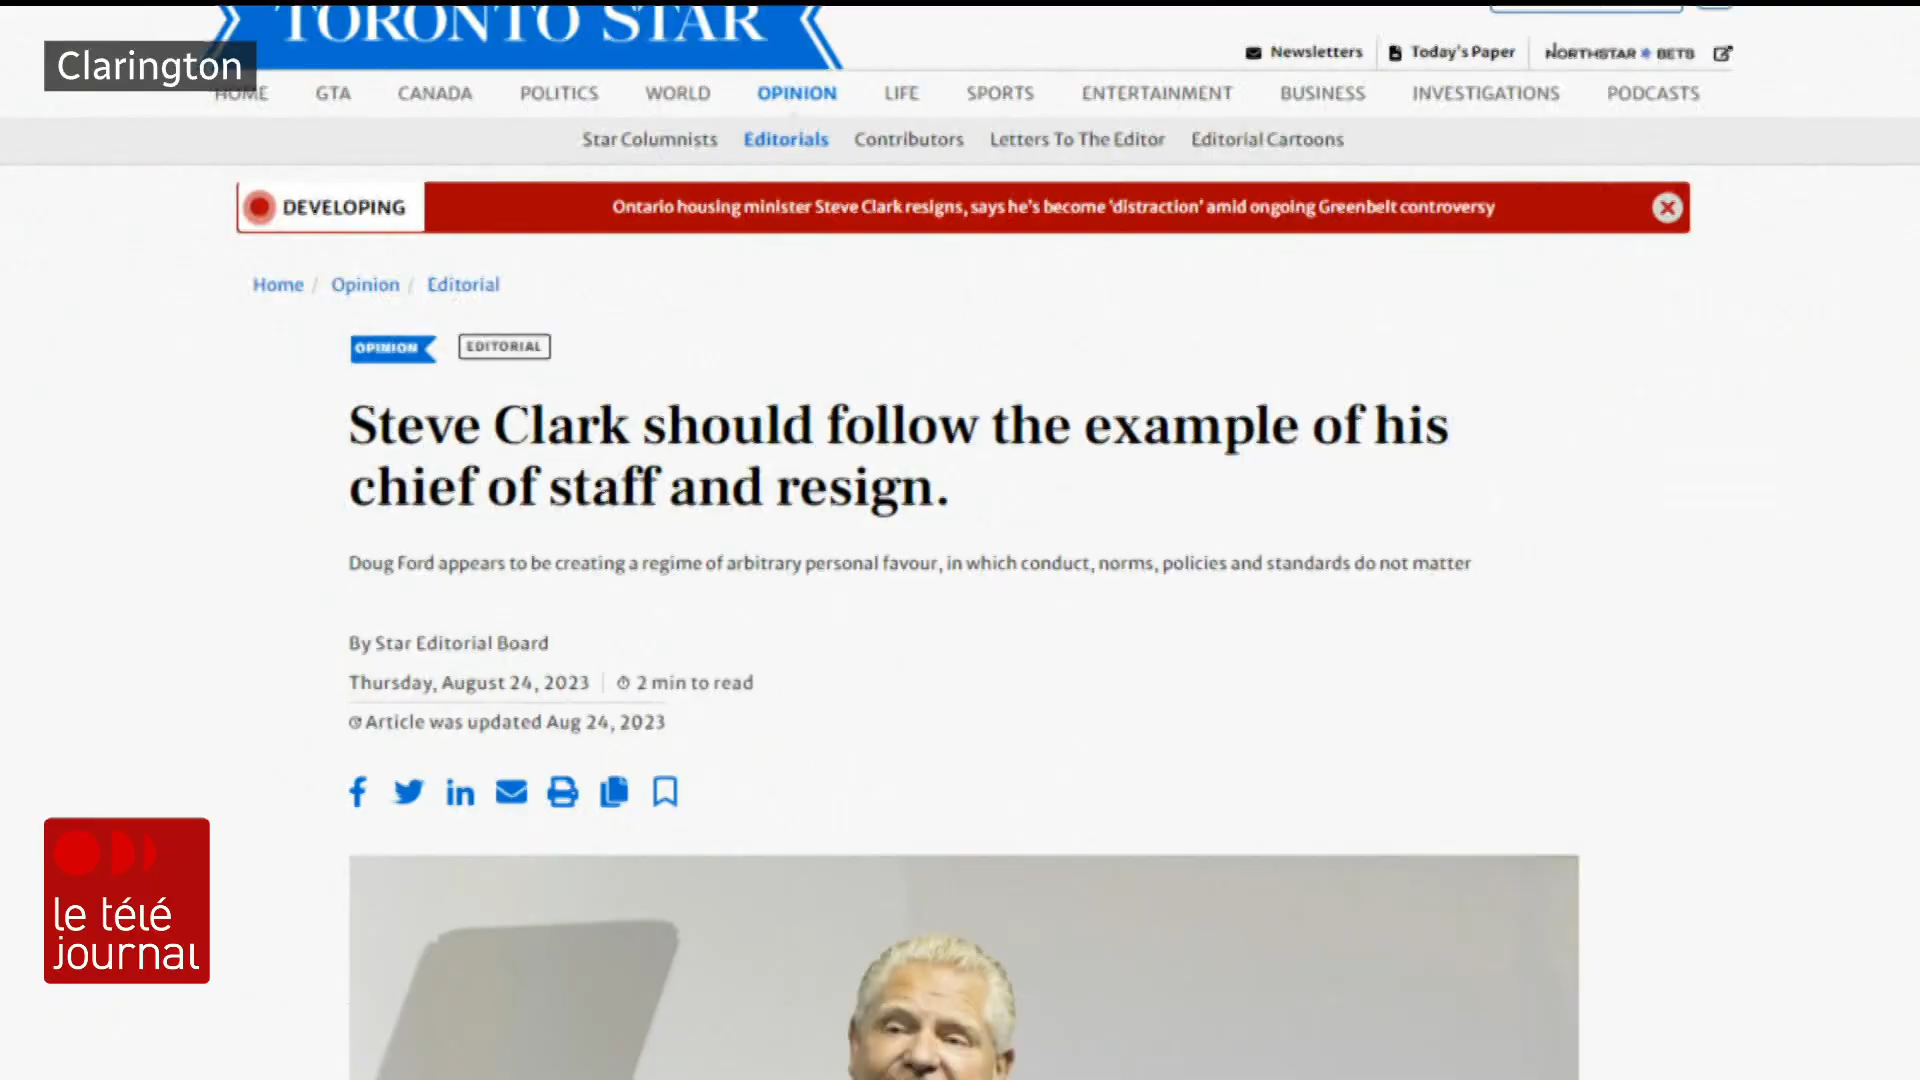 TORONTO STAR
Clarington
Newsletters
Today's Paper
NORTHSTAR BETS
HOME
GTA
CANADA
POLITICS
WORLD
OPINION
LIFE
SPORTS
ENTERTAINMENT
BUSINESS
INVESTIGATIONS
PODCASTS
Star Columnists
Editorials
Contributors
Letters To The Editor
Editorial Cartoons
DEVELOPING
Ontario housing minister Steve Clark resigns, says he's become 'distraction' amid ongoing Greenbelt controversy
Home / Opinion / Editorial
OPINION
EDITORIAL
Steve Clark should follow the example of his
chief of staff and resign.
Doug Ford appears to be creating a regime of arbitrary personal favour, in which conduct, norms, policies and standards do not matter
By Star Editorial Board
Thursday, August 24, 2023
2 min to read
Article was updated Aug 24, 2023
le télé
journal